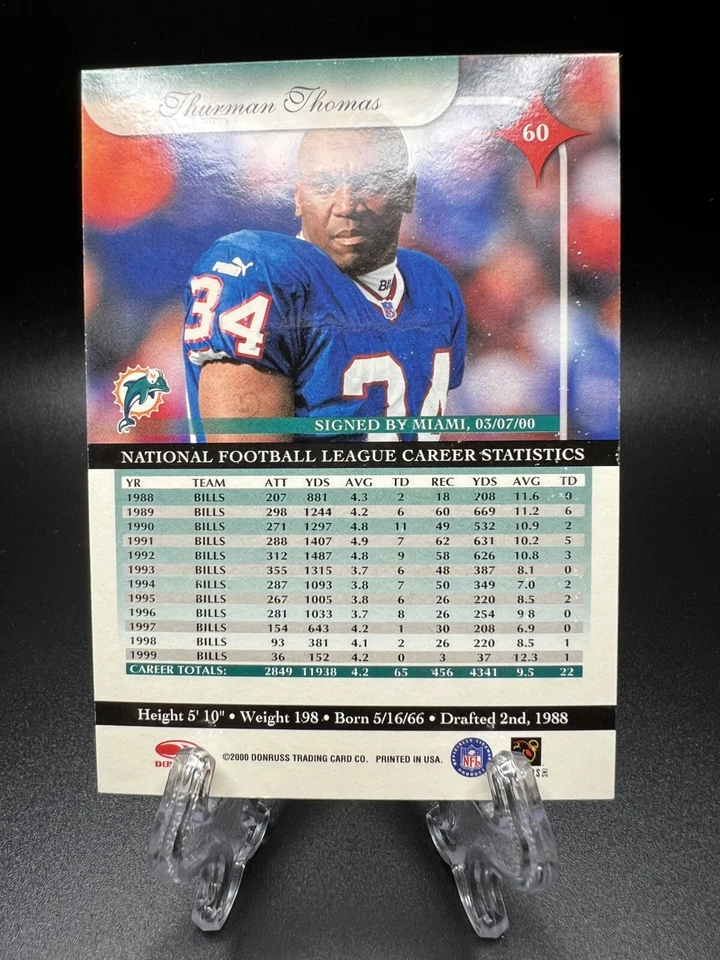 Thurman Thomas
60
PUMA
34
34
SIGNED BY MIAMI, 03/07/00
NATIONAL FOOTBALL LEAGUE CAREER STATISTICS
YR TEAM ATT YDS AVG TD REC YDS AVG TD
1988 BILLS 207 881 4.3 2 18 208 11.6 0
1989 BILLS 298 1244 4.2 6 60 669 11.2 6
1990 BILLS 271 1297 4.8 11 49 532 10.9 2
1991 BILLS 288 1407 4.9 7 62 631 10.2 5
1992 BILLS 312 1487 4.8 9 58 626 10.8 3
1993 BILLS 355 1315 3.7 6 48 387 8.1 0
1994 BILLS 287 1093 3.8 7 50 349 7.0 2
1995 BILLS 267 1005 3.8 6 26 220 8.5 2
1996 BILLS 281 1033 3.7 8 26 254 9 8 0
1997 BILLS 154 643 4.2 1 30 208 6.9 0
1998 BILLS 93 381 4.1 2 26 220 8.5 1
1999 BILLS 36 152 4.2 0 3 37 12.3 1
CAREER TOTALS: 2849 11938 4.2 65 456 4341 9.5 22
Height 5' 10" • Weight 198 • Born 5/16/66 • Drafted 2nd, 1988
©2000 DONRUSS TRADING CARD CO. PRINTED IN USA.
NFL